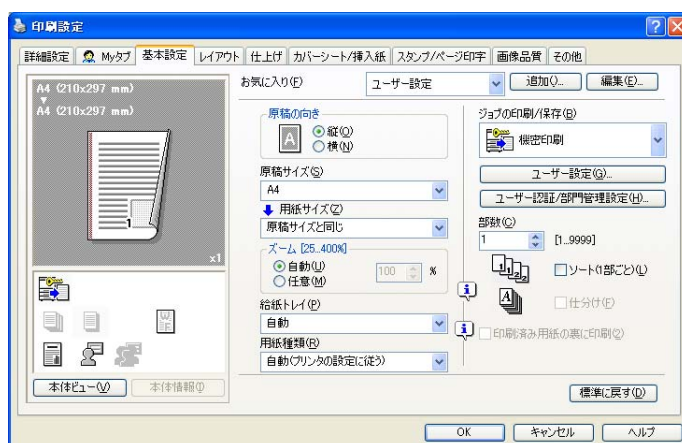 印刷設定
詳細設定 Myタブ 基本設定 レイアウト 仕上げ カバーシート/挿入紙 スタンプ/ページ印字 画像品質 その他
A4 (210x297 mm)
A4 (210x297 mm)
1
x1
本体ビュー(V) 本体情報(I)
お気に入り(F) ユーザー設定 追加(J)... 編集(E)...
原稿の向き
A
縦(O)
横(N)
原稿サイズ(S)
A4
用紙サイズ(Z)
原稿サイズと同じ
ズーム [25..400%]
自動(U)
任意(M)
100 %
給紙トレイ(P)
自動
用紙種類(R)
自動(プリンタの設定に従う)
ジョブの印刷/保存(B)
機密印刷
ユーザー設定(G)...
ユーザー認証/部門管理設定(H)...
部数(C)
1 [1..9999]
ソート(1部ごと)(L)
仕分け(F)
印刷済み用紙の裏に印刷(2)
標準に戻す(D)
OK キャンセル ヘルプ